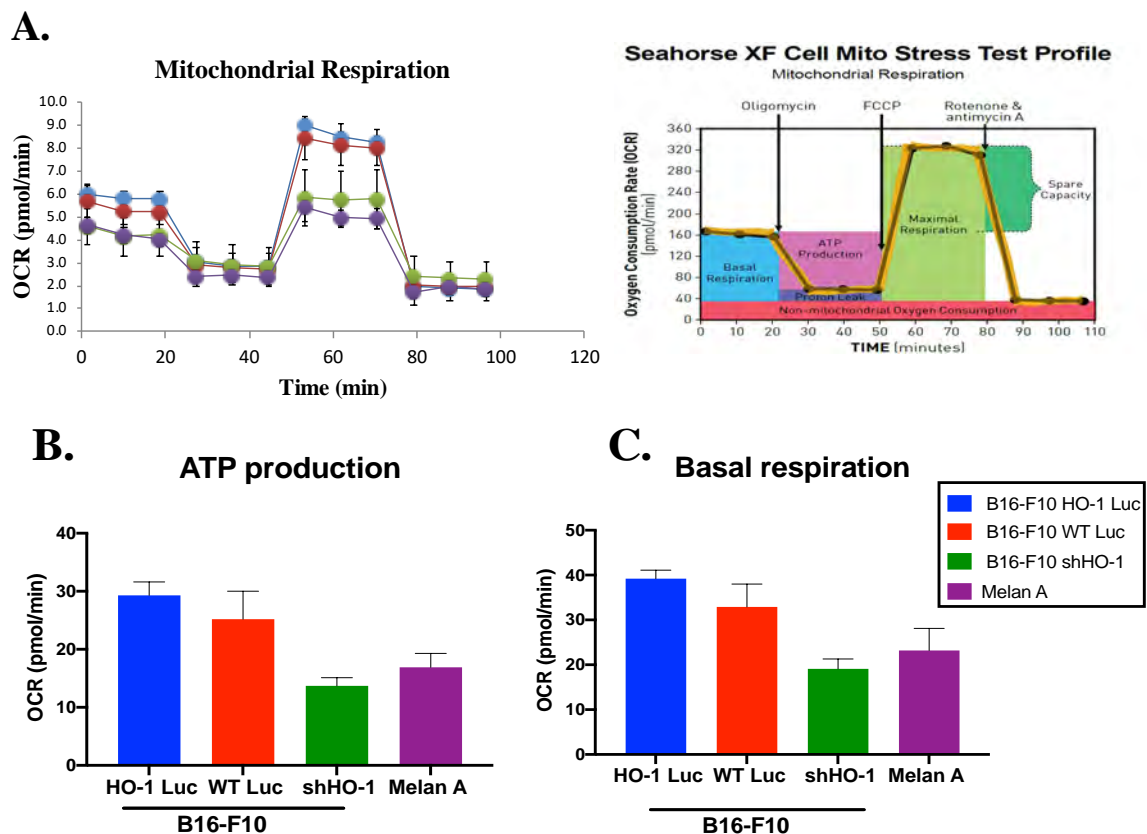 A.
Mitochondrial Respiration
OCR (pmol/min)
9.0
8.0
7.0
6.0
5.0
4.0
3.0
2.0
1.0
0.0
0 20 40 60 80 100 120
Time (min)
Seahorse XF Cell Mito Stress Test Profile
Mitochondrial Respiration
Oligomycin FCCP Rotenone &
antimycin A
Oxygen Consumption Rate (OCR)
(pmol/min)
360
320
280
240
200
160
120
80
40
0
Basal
Respiration
ATP
Production
Proton Leak
Maximal
Respiration
Spare
Capacity
Non-mitochondrial Oxygen Consumption
0 10 20 30 40 50 60 70 80 90 100 110
TIME (minutes)
B.
ATP production
OCR (pmol/min)
40
30
20
10
0
HO-1 Luc WT Luc shHO-1 Melan A
B16-F10
C.
Basal respiration
OCR (pmol/min)
50
40
30
20
10
0
HO-1 Luc WT Luc shHO-1 Melan A
B16-F10
B16-F10 HO-1 Luc
B16-F10 WT Luc
B16-F10 shHO-1
Melan A